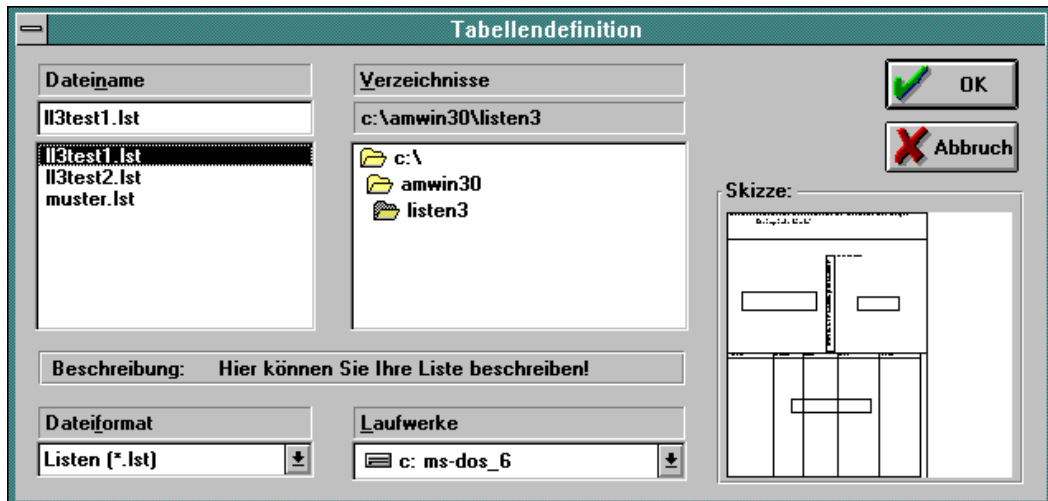 Tabellendefinition
Dateiname
ll3test1.lst
ll3test1.lst
ll3test2.lst
muster.lst
Verzeichnisse
c:\amwin30\listen3
c:\
amwin30
listen3
OK
Abbruch
Skizze:
Beschreibung: Hier können Sie Ihre Liste beschreiben!
Dateiformat
Listen (*.lst)
Laufwerke
c: ms-dos_6